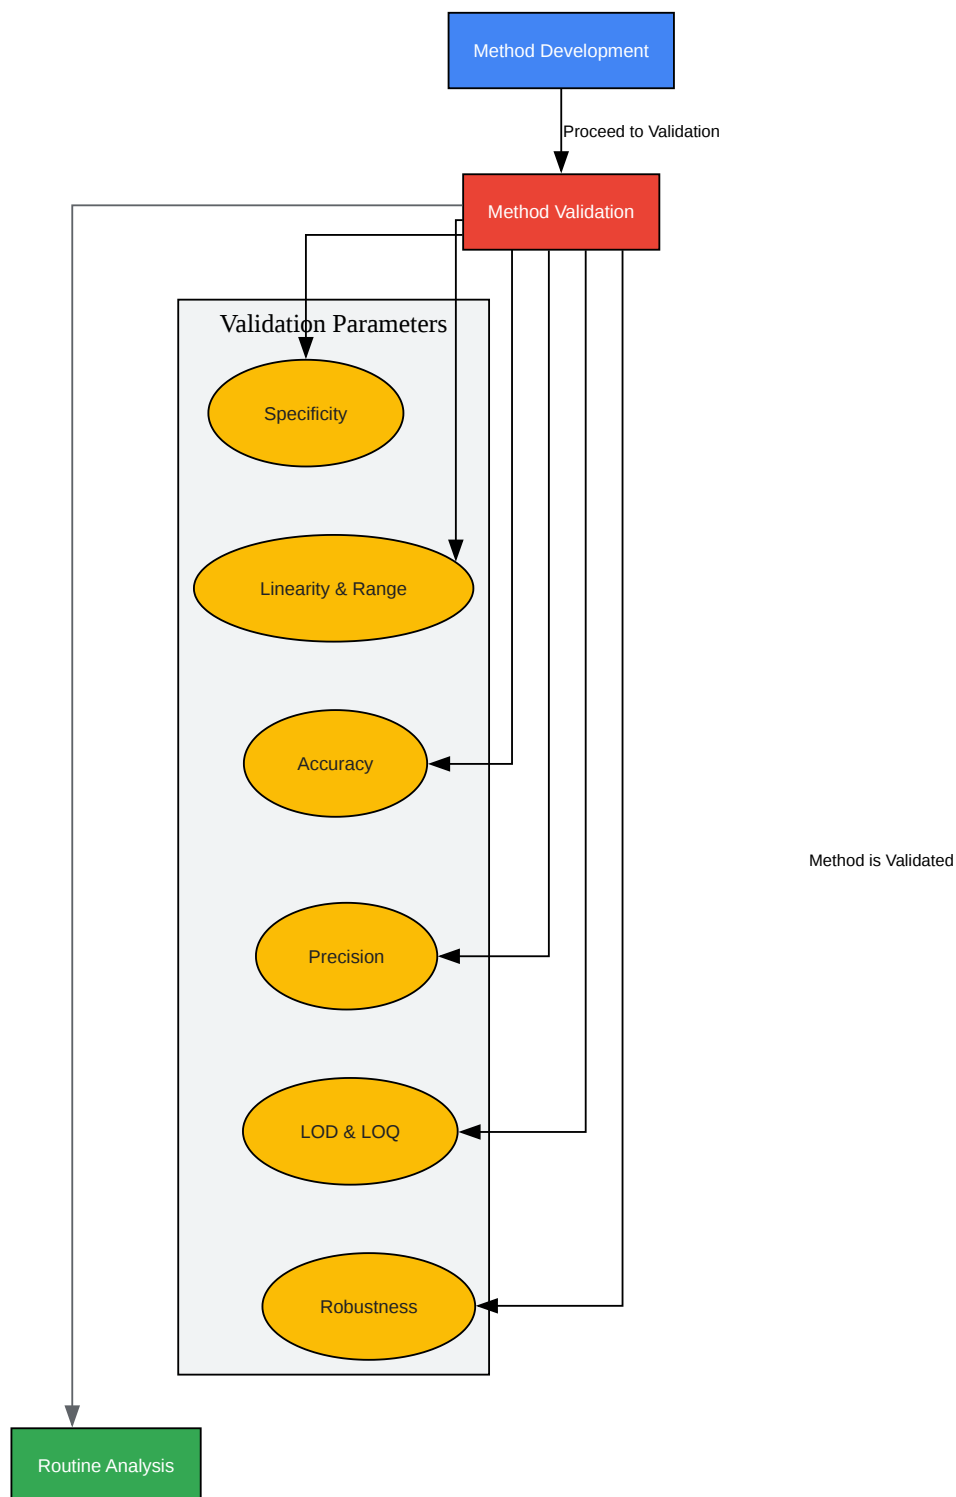 Method Development
Proceed to Validation
Method Validation
Validation Parameters
Specificity
Linearity & Range
Accuracy
Method is Validated
Precision
LOD & LOQ
Robustness
Routine Analysis